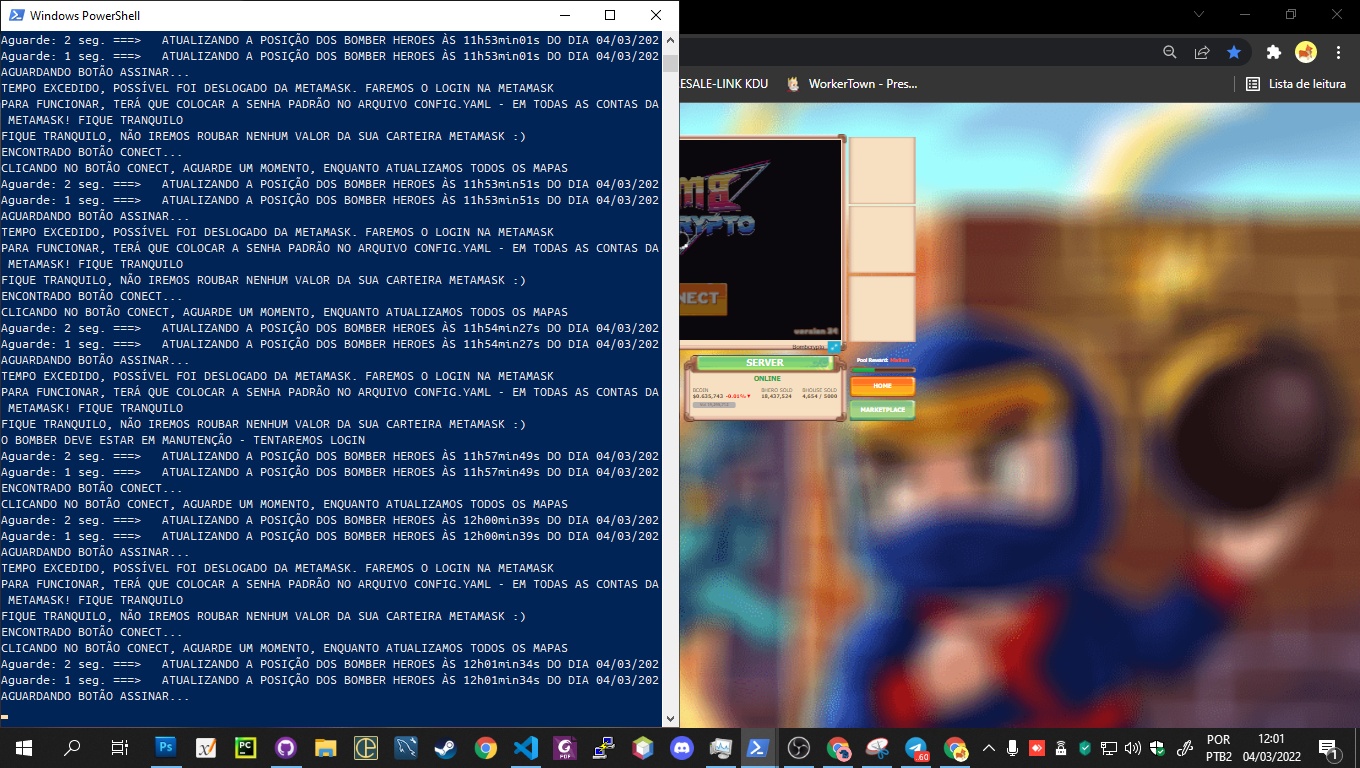 Windows PowerShell
Aguarde: 2 seg. ===>   ATUALIZANDO A POSIÇÃO DOS BOMBER HEROES ÀS 11h53min01s DO DIA 04/03/202
Aguarde: 1 seg. ===>   ATUALIZANDO A POSIÇÃO DOS BOMBER HEROES ÀS 11h53min01s DO DIA 04/03/202
AGUARDANDO BOTÃO ASSINAR...
TEMPO EXCEDIDO, POSSÍVEL FOI DESLOGADO DA METAMASK. FAREMOS O LOGIN NA METAMASK
PARA FUNCIONAR, TERÁ QUE COLOCAR A SENHA PADRÃO NO ARQUIVO CONFIG.YAML - EM TODAS AS CONTAS DA
METAMASK! FIQUE TRANQUILO
FIQUE TRANQUILO, NÃO IREMOS ROUBAR NENHUM VALOR DA SUA CARTEIRA METAMASK :)
ENCONTRADO BOTÃO CONECT...
CLICANDO NO BOTÃO CONECT, AGUARDE UM MOMENTO, ENQUANTO ATUALIZAMOS TODOS OS MAPAS
Aguarde: 2 seg. ===>   ATUALIZANDO A POSIÇÃO DOS BOMBER HEROES ÀS 11h53min51s DO DIA 04/03/202
Aguarde: 1 seg. ===>   ATUALIZANDO A POSIÇÃO DOS BOMBER HEROES ÀS 11h53min51s DO DIA 04/03/202
AGUARDANDO BOTÃO ASSINAR...
TEMPO EXCEDIDO, POSSÍVEL FOI DESLOGADO DA METAMASK. FAREMOS O LOGIN NA METAMASK
PARA FUNCIONAR, TERÁ QUE COLOCAR A SENHA PADRÃO NO ARQUIVO CONFIG.YAML - EM TODAS AS CONTAS DA
METAMASK! FIQUE TRANQUILO
FIQUE TRANQUILO, NÃO IREMOS ROUBAR NENHUM VALOR DA SUA CARTEIRA METAMASK :)
ENCONTRADO BOTÃO CONECT...
CLICANDO NO BOTÃO CONECT, AGUARDE UM MOMENTO, ENQUANTO ATUALIZAMOS TODOS OS MAPAS
Aguarde: 2 seg. ===>   ATUALIZANDO A POSIÇÃO DOS BOMBER HEROES ÀS 11h54min27s DO DIA 04/03/202
Aguarde: 1 seg. ===>   ATUALIZANDO A POSIÇÃO DOS BOMBER HEROES ÀS 11h54min27s DO DIA 04/03/202
AGUARDANDO BOTÃO ASSINAR...
TEMPO EXCEDIDO, POSSÍVEL FOI DESLOGADO DA METAMASK. FAREMOS O LOGIN NA METAMASK
PARA FUNCIONAR, TERÁ QUE COLOCAR A SENHA PADRÃO NO ARQUIVO CONFIG.YAML - EM TODAS AS CONTAS DA
METAMASK! FIQUE TRANQUILO
FIQUE TRANQUILO, NÃO IREMOS ROUBAR NENHUM VALOR DA SUA CARTEIRA METAMASK :)
O BOMBER DEVE ESTAR EM MANUTENÇÃO - TENTAREMOS LOGIN
Aguarde: 2 seg. ===>   ATUALIZANDO A POSIÇÃO DOS BOMBER HEROES ÀS 11h57min49s DO DIA 04/03/202
Aguarde: 1 seg. ===>   ATUALIZANDO A POSIÇÃO DOS BOMBER HEROES ÀS 11h57min49s DO DIA 04/03/202
ENCONTRADO BOTÃO CONECT...
CLICANDO NO BOTÃO CONECT, AGUARDE UM MOMENTO, ENQUANTO ATUALIZAMOS TODOS OS MAPAS
Aguarde: 2 seg. ===>   ATUALIZANDO A POSIÇÃO DOS BOMBER HEROES ÀS 12h00min39s DO DIA 04/03/202
Aguarde: 1 seg. ===>   ATUALIZANDO A POSIÇÃO DOS BOMBER HEROES ÀS 12h00min39s DO DIA 04/03/202
AGUARDANDO BOTÃO ASSINAR...
TEMPO EXCEDIDO, POSSÍVEL FOI DESLOGADO DA METAMASK. FAREMOS O LOGIN NA METAMASK
PARA FUNCIONAR, TERÁ QUE COLOCAR A SENHA PADRÃO NO ARQUIVO CONFIG.YAML - EM TODAS AS CONTAS DA
METAMASK! FIQUE TRANQUILO
FIQUE TRANQUILO, NÃO IREMOS ROUBAR NENHUM VALOR DA SUA CARTEIRA METAMASK :)
ENCONTRADO BOTÃO CONECT...
CLICANDO NO BOTÃO CONECT, AGUARDE UM MOMENTO, ENQUANTO ATUALIZAMOS TODOS OS MAPAS
Aguarde: 2 seg. ===>   ATUALIZANDO A POSIÇÃO DOS BOMBER HEROES ÀS 12h01min34s DO DIA 04/03/202
Aguarde: 1 seg. ===>   ATUALIZANDO A POSIÇÃO DOS BOMBER HEROES ÀS 12h01min34s DO DIA 04/03/202
AGUARDANDO BOTÃO ASSINAR...
ESALE-LINK KDU
WorkerTown - Pres...
Lista de leitura
MB
RYPTO
NECT
version 24
Bombcrypto
SERVER
ONLINE
BCOIN
BHERO SOLD
BHOUSE SOLD
$0.635,743 -0.01%▼
18,437,524
4,654 / 5000
Pool Reward:
HOME
MARKETPLACE
Ps
PC
PDF
.60
POR
PTB2
12:01
04/03/2022
1